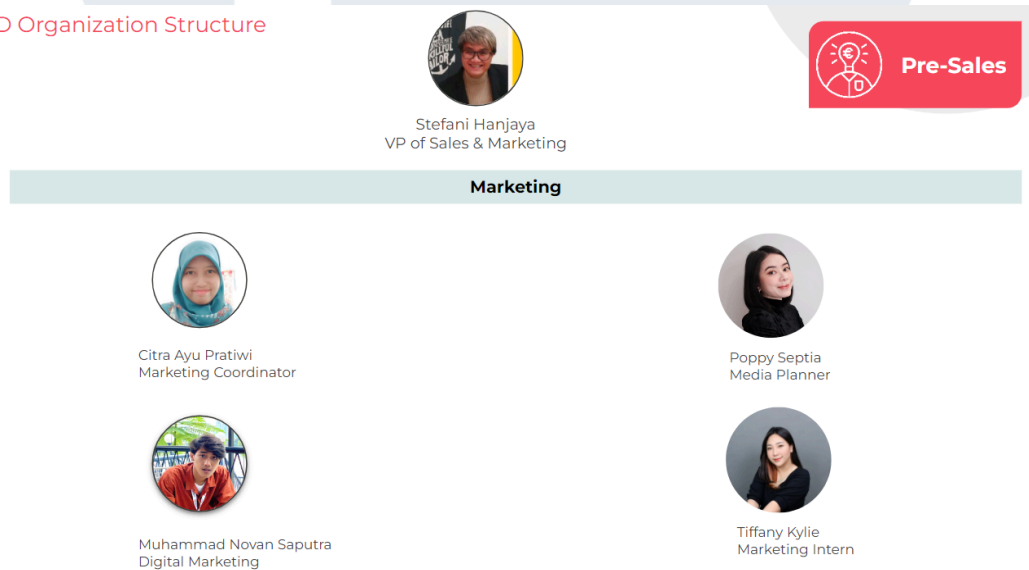 D Organization Structure
Pre-Sales
Stefani Hanjaya
VP of Sales & Marketing
Marketing
Citra Ayu Pratiwi
Marketing Coordinator
Poppy Septia
Media Planner
Muhammad Novan Saputra
Digital Marketing
Tiffany Kylie
Marketing Intern